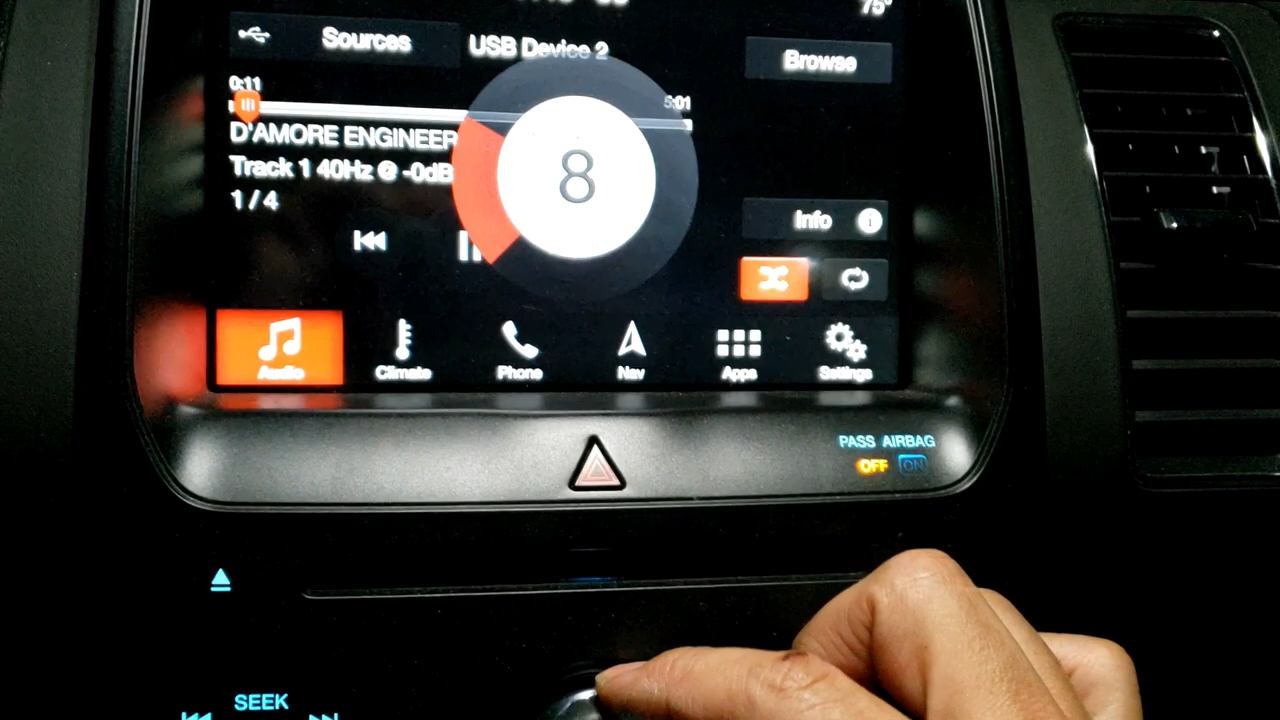 75°
Sources
USB Device 2
Browse
0:11
5:01
D'AMORE ENGINEER
Track 1 40Hz @ -0dB
1 / 4
8
Info
Audio
Climate
Phone
Nav
Apps
Settings
PASS AIRBAG
OFF ON
SEEK